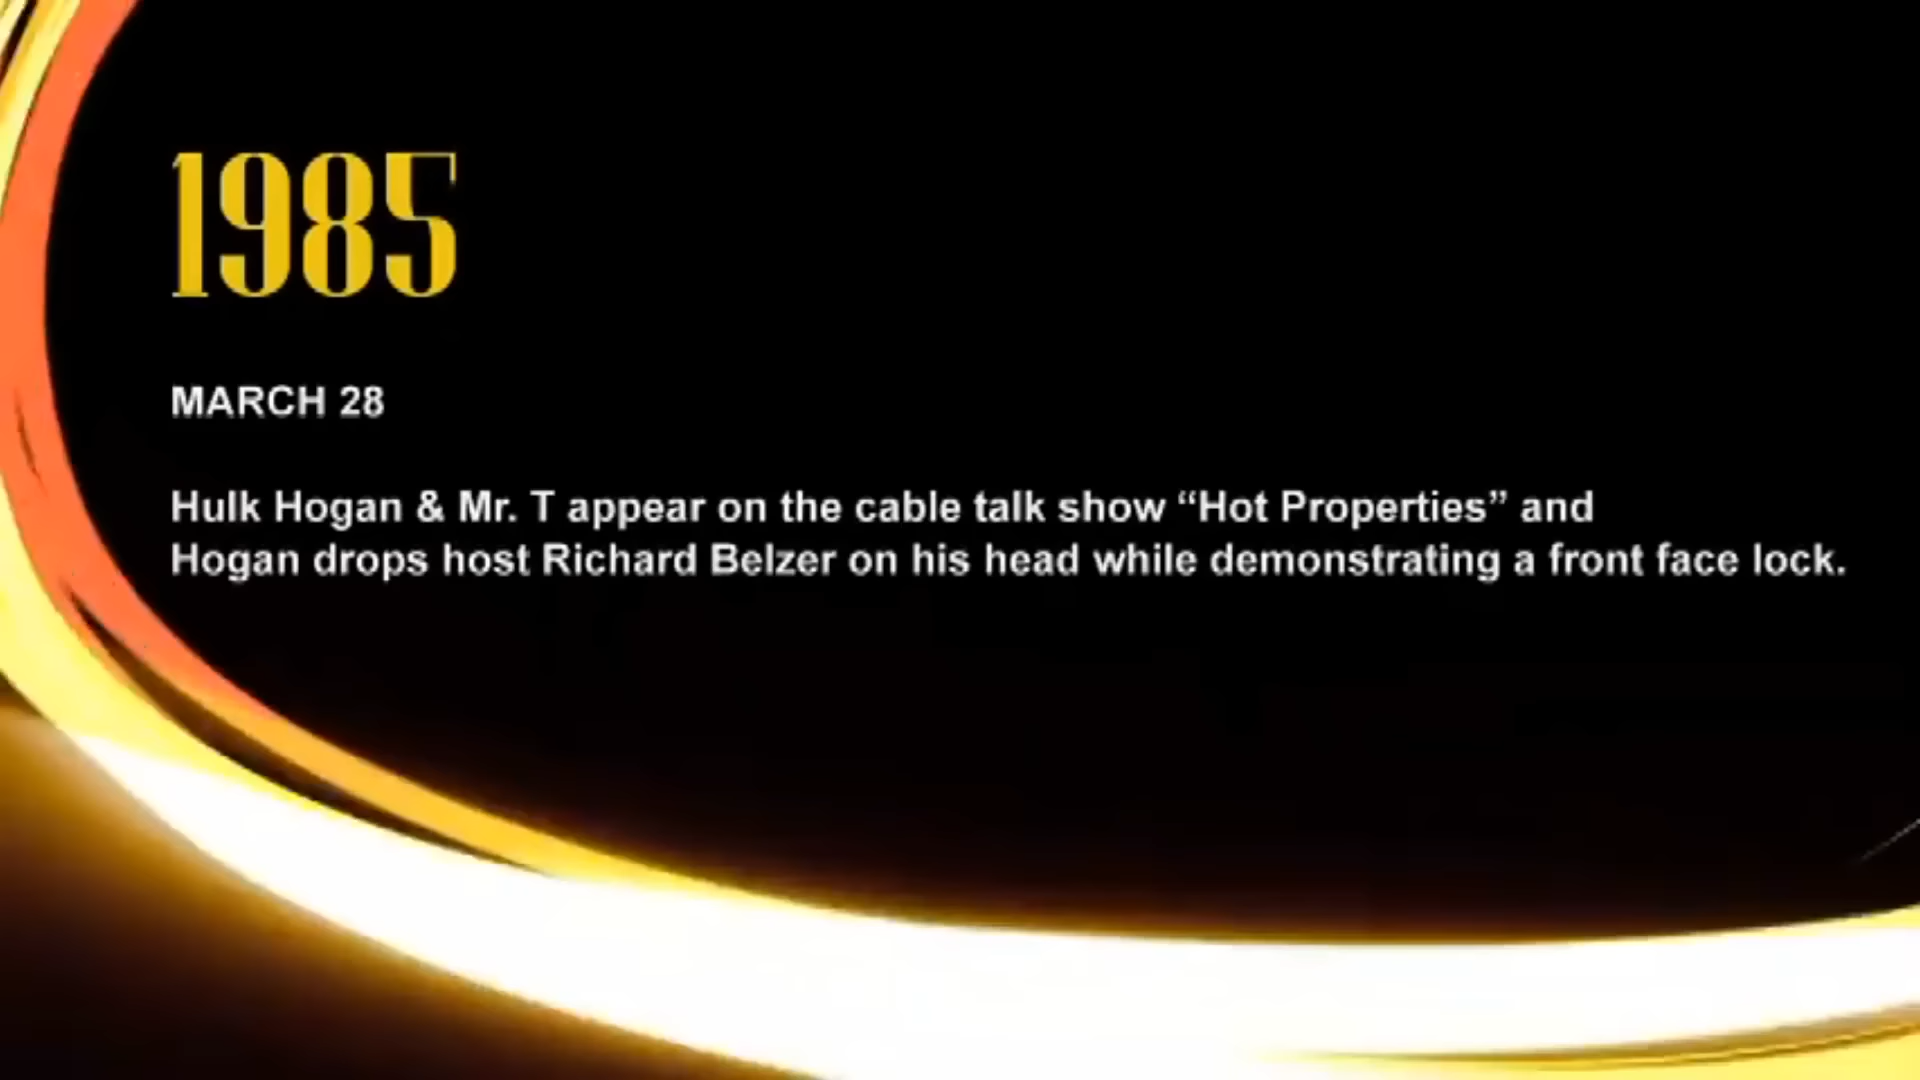 1985
MARCH 28
Hulk Hogan & Mr. T appear on the cable talk show “Hot Properties” and
Hogan drops host Richard Belzer on his head while demonstrating a front face lock.